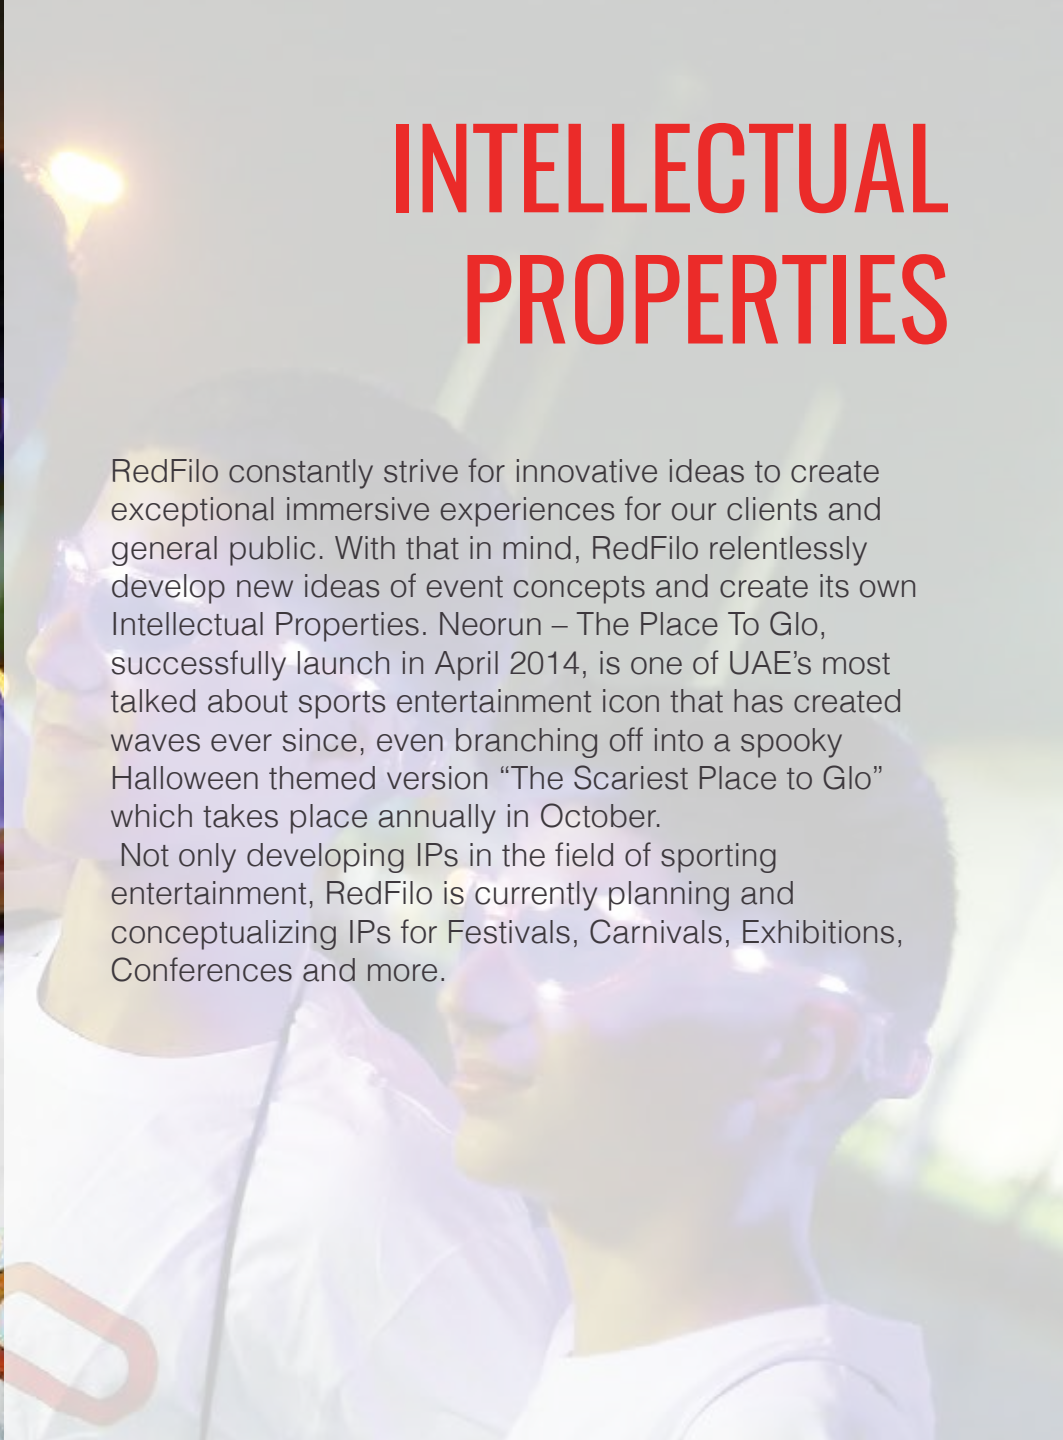 INTELLECTUAL
PROPERTIES
RedFilo constantly strive for innovative ideas to create
exceptional immersive experiences for our clients and
general public. With that in mind, RedFilo relentlessly
develop new ideas of event concepts and create its own
Intellectual Properties. Neorun – The Place To Glo,
successfully launch in April 2014, is one of UAE’s most
talked about sports entertainment icon that has created
waves ever since, even branching off into a spooky
Halloween themed version “The Scariest Place to Glo”
which takes place annually in October.
Not only developing IPs in the field of sporting
entertainment, RedFilo is currently planning and
conceptualizing IPs for Festivals, Carnivals, Exhibitions,
Conferences and more.